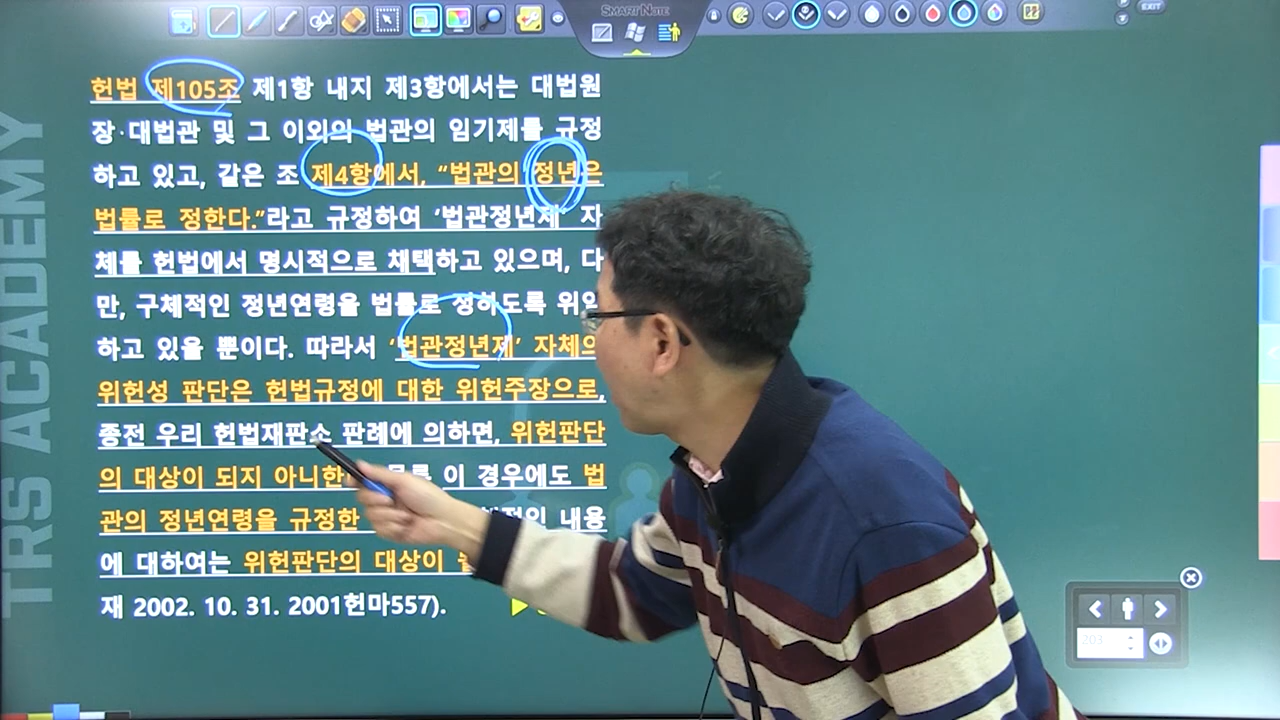 SMART NOTE
EXIT
헌법 제105조 제1항 내지 제3항에서는 대법원
장·대법관 및 그 이외의 법관의 임기제를 규정
하고 있고, 같은 조 제4항에서, “법관의 정년은
법률로 정한다.”라고 규정하여 ‘법관정년제’ 자
체를 헌법에서 명시적으로 채택하고 있으며, 다
만, 구체적인 정년연령을 법률로 정하도록 위임
하고 있을 뿐이다. 따라서 ‘법관정년제’ 자체의
위헌성 판단은 헌법규정에 대한 위헌주장으로,
종전 우리 헌법재판소 판례에 의하면, 위헌판단
의 대상이 되지 아니한 이 경우에도 법
관의 정년연령을 규정한 내용
에 대하여는 위헌판단의 대상이
재 2002. 10. 31. 2001헌마557).
TRS ACADEMY
203